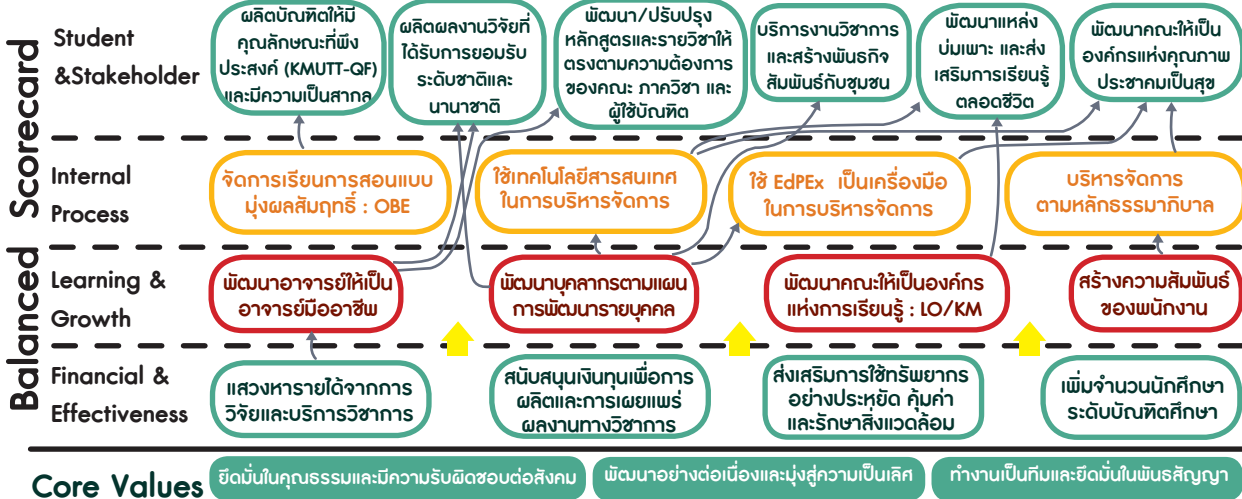 Balanced Scorecard
Student
&Stakeholder
ผลิตบัณฑิตให้มี
คุณลักษณะที่พึง
ประสงค์ (KMUTT-QF)
และมีความเป็นสากล
ผลิตผลงานวิจัยที่
ได้รับการยอมรับ
ระดับชาติและ
นานาชาติ
พัฒนา/ปรับปรุง
หลักสูตรและรายวิชาให้
ตรงตามความต้องการ
ของคณะ ภาควิชา และ
ผู้ใช้บัณฑิต
บริการงานวิชาการ
และสร้างพันธกิจ
สัมพันธ์กับชุมชน
พัฒนาแหล่ง
บ่มเพาะ และส่ง
เสริมการเรียนรู้
ตลอดชีวิต
พัฒนาคณะให้เป็น
องค์กรแห่งคุณภาพ
ประชาคมเป็นสุข
Internal
Process
จัดการเรียนการสอนแบบ
มุ่งผลสัมฤทธิ์ : OBE
ใช้เทคโนโลยีสารสนเทศ
ในการบริหารจัดการ
ใช้ EdPEx เป็นเครื่องมือ
ในการบริหารจัดการ
บริหารจัดการ
ตามหลักธรรมาภิบาล
Learning &
Growth
พัฒนาอาจารย์ให้เป็น
อาจารย์มืออาชีพ
พัฒนาบุคลากรตามแผน
การพัฒนารายบุคคล
พัฒนาคณะให้เป็นองค์กร
แห่งการเรียนรู้ : LO/KM
สร้างความสัมพันธ์
ของพนักงาน
Financial &
Effectiveness
แสวงหารายได้จากการ
วิจัยและบริการวิชาการ
สนับสนุนเงินทุนเพื่อการ
ผลิตและการเผยแพร่
ผลงานทางวิชาการ
ส่งเสริมการใช้ทรัพยากร
อย่างประหยัด คุ้มค่า
และรักษาสิ่งแวดล้อม
เพิ่มจำนวนนักศึกษา
ระดับบัณฑิตศึกษา
Core Values
ยึดมั่นในคุณธรรมและมีความรับผิดชอบต่อสังคม
พัฒนาอย่างต่อเนื่องและมุ่งสู่ความเป็นเลิศ
ทำงานเป็นทีมและยึดมั่นในพันธสัญญา